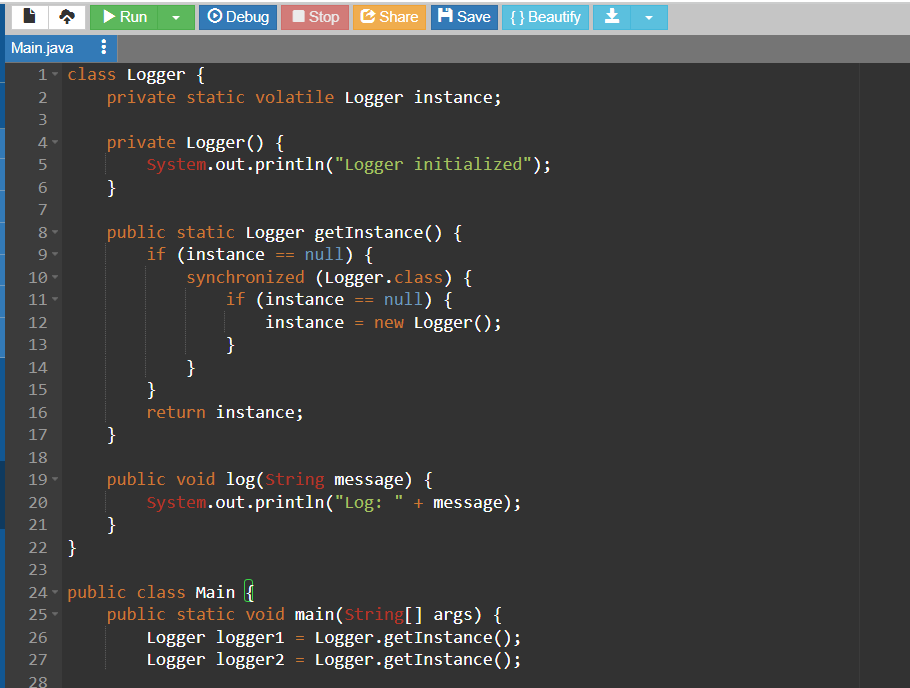 Run Debug Stop Share Save { } Beautify
Main.java
1 class Logger {
2     private static volatile Logger instance;
3
4     private Logger() {
5         System.out.println("Logger initialized");
6     }
7
8     public static Logger getInstance() {
9         if (instance == null) {
10             synchronized (Logger.class) {
11                 if (instance == null) {
12                     instance = new Logger();
13                 }
14             }
15         }
16         return instance;
17     }
18
19     public void log(String message) {
20         System.out.println("Log: " + message);
21     }
22 }
23
24 public class Main {
25     public static void main(String[] args) {
26         Logger logger1 = Logger.getInstance();
27         Logger logger2 = Logger.getInstance();
28